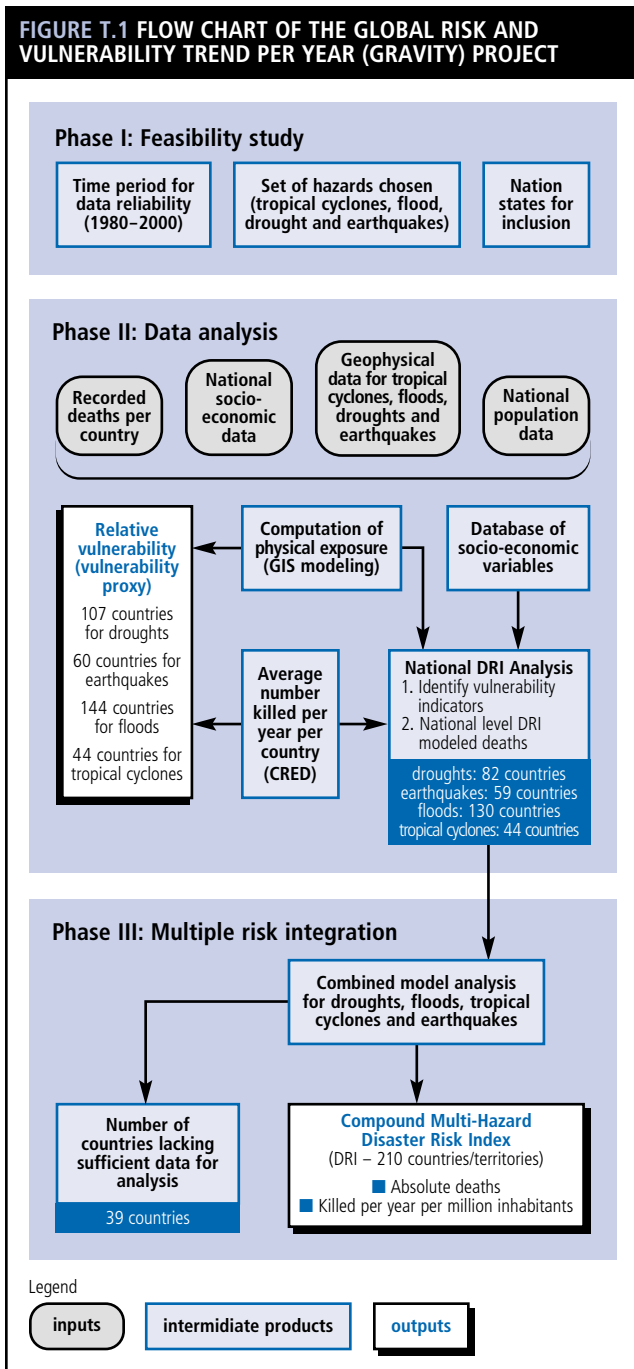 FIGURE T.1 FLOW CHART OF THE GLOBAL RISK AND
VULNERABILITY TREND PER YEAR (GRAVITY) PROJECT
Phase I: Feasibility study
Time period for
data reliability
(1980–2000)
Set of hazards chosen
(tropical cyclones, flood,
drought and earthquakes)
Nation
states for
inclusion
Phase II: Data analysis
Recorded
deaths per
country
National
socio-
economic
data
Geophysical
data for tropical
cyclones, floods,
droughts and
earthquakes
National
population
data
Relative
vulnerability
(vulnerability
proxy)
107 countries
for droughts
60 countries for
earthquakes
144 countries
for floods
44 countries for
tropical cyclones
Computation of
physical exposure
(GIS modeling)
Database of
socio-economic
variables
Average
number
killed per
year per
country
(CRED)
National DRI Analysis
1. Identify vulnerability
indicators
2. National level DRI
modeled deaths
droughts: 82 countries
earthquakes: 59 countries
floods: 130 countries
tropical cyclones: 44 countries
Phase III: Multiple risk integration
Combined model analysis
for droughts, floods, tropical
cyclones and earthquakes
Number of
countries lacking
sufficient data for
analysis
39 countries
Compound Multi-Hazard
Disaster Risk Index
(DRI – 210 countries/territories)
■ Absolute deaths
■ Killed per year per million inhabitants
Legend
inputs
intermidiate products
outputs